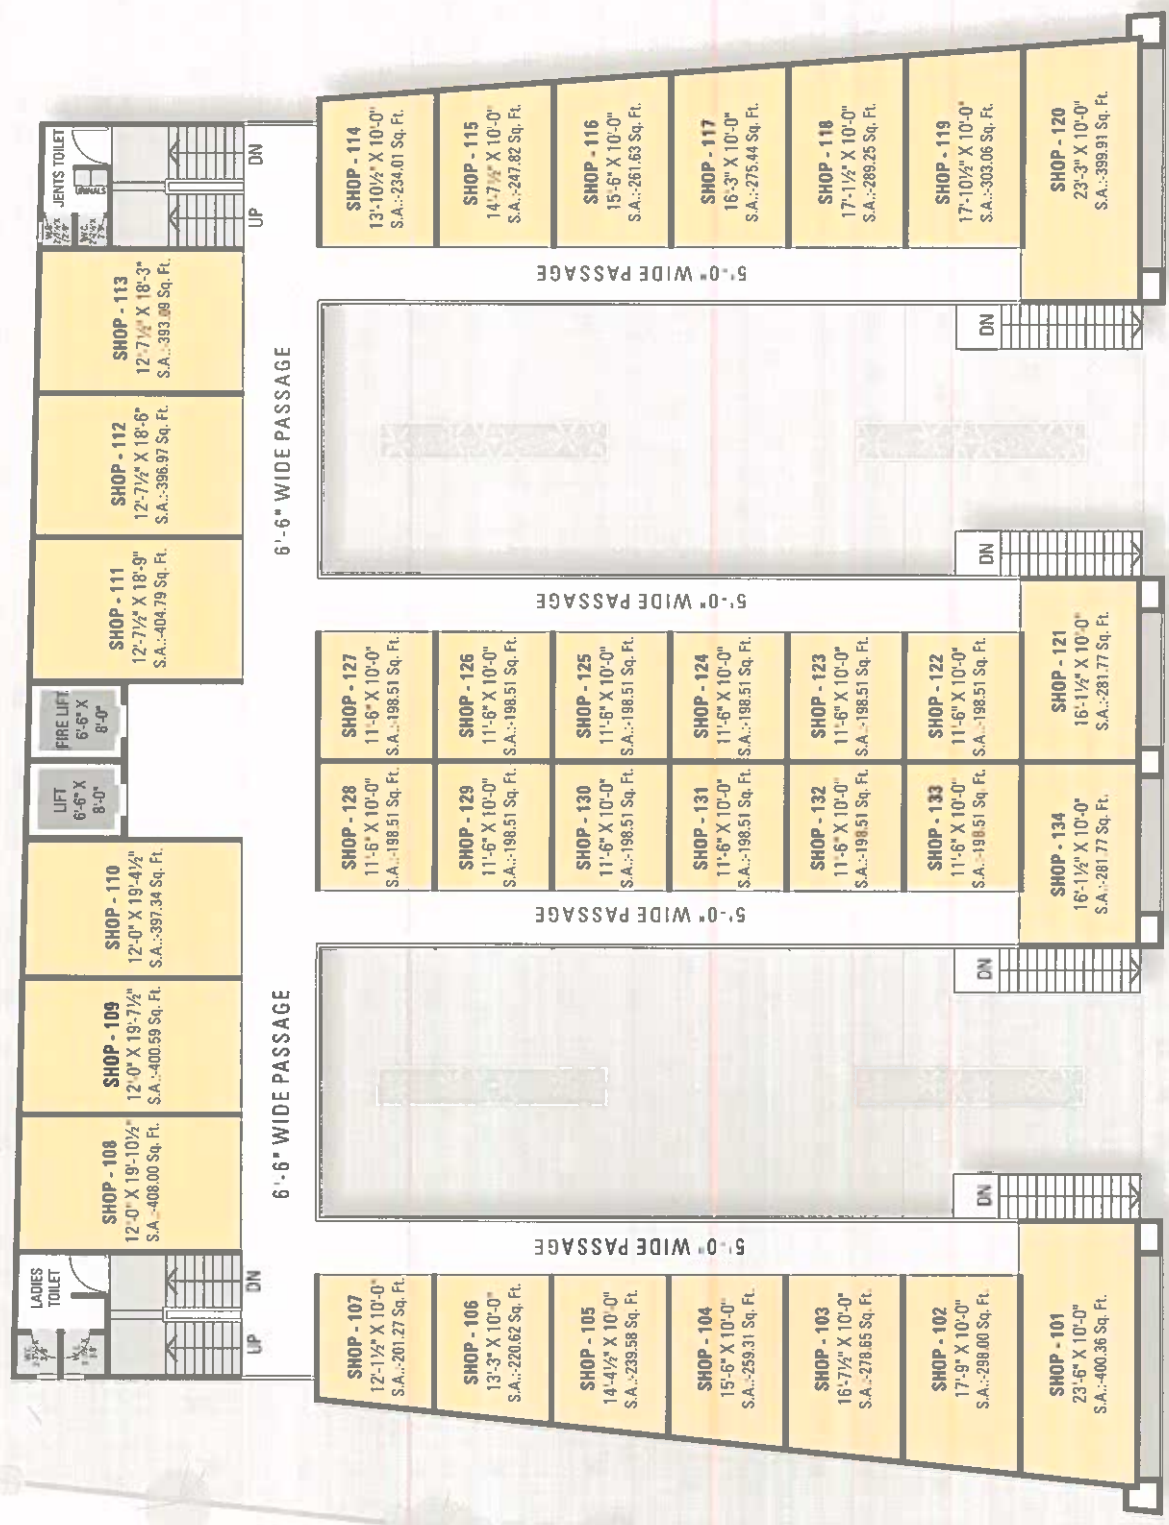 LADIES
TOILET
UP
DN
SHOP - 108
12'-0" X 19'-10½"
S.A.:-408.00 Sq. Ft.
SHOP - 109
12'-0" X 19'-7½"
S.A.:-400.59 Sq. Ft.
SHOP - 110
12'-0" X 19'-4½"
S.A.:-397.34 Sq. Ft.
LIFT
6'-6" X
8'-0"
FIRE LIFT
6'-6" X
8'-0"
SHOP - 111
12'-7½" X 18'-9"
S.A.:-404.79 Sq. Ft.
SHOP - 112
12'-7½" X 18'-6"
S.A.:-396.97 Sq. Ft.
SHOP - 113
12'-7½" X 18'-3"
S.A.:-393.09 Sq. Ft.
JENTS TOILET
URINALS
UP
DN
6'-6" WIDE PASSAGE
6'-6" WIDE PASSAGE
SHOP - 107
12'-1½" X 10'-0"
S.A.:-201.27 Sq. Ft.
SHOP - 106
13'-3" X 10'-0"
S.A.:-220.62 Sq. Ft.
SHOP - 105
14'-4½" X 10'-0"
S.A.:-239.58 Sq. Ft.
SHOP - 104
15'-6" X 10'-0"
S.A.:-259.31 Sq. Ft.
SHOP - 103
16'-7½" X 10'-0"
S.A.:-278.65 Sq. Ft.
SHOP - 102
17'-9" X 10'-0"
S.A.:-298.00 Sq. Ft.
SHOP - 101
23'-6" X 10'-0"
S.A.:-400.36 Sq. Ft.
5'-0" WIDE PASSAGE
DN
DN
5'-0" WIDE PASSAGE
SHOP - 128
11'-6" X 10'-0"
S.A.:-198.51 Sq. Ft.
SHOP - 129
11'-6" X 10'-0"
S.A.:-198.51 Sq. Ft.
SHOP - 130
11'-6" X 10'-0"
S.A.:-198.51 Sq. Ft.
SHOP - 131
11'-6" X 10'-0"
S.A.:-198.51 Sq. Ft.
SHOP - 132
11'-6" X 10'-0"
S.A.:-198.51 Sq. Ft.
SHOP - 133
11'-6" X 10'-0"
S.A.:-198.51 Sq. Ft.
SHOP - 134
16'-1½" X 10'-0"
S.A.:-281.77 Sq. Ft.
SHOP - 127
11'-6" X 10'-0"
S.A.:-198.51 Sq. Ft.
SHOP - 126
11'-6" X 10'-0"
S.A.:-198.51 Sq. Ft.
SHOP - 125
11'-6" X 10'-0"
S.A.:-198.51 Sq. Ft.
SHOP - 124
11'-6" X 10'-0"
S.A.:-198.51 Sq. Ft.
SHOP - 123
11'-6" X 10'-0"
S.A.:-198.51 Sq. Ft.
SHOP - 122
11'-6" X 10'-0"
S.A.:-198.51 Sq. Ft.
SHOP - 121
16'-1½" X 10'-0"
S.A.:-281.77 Sq. Ft.
5'-0" WIDE PASSAGE
DN
DN
5'-0" WIDE PASSAGE
SHOP - 114
13'-10½" X 10'-0"
S.A.:-234.01 Sq. Ft.
SHOP - 115
14'-7½" X 10'-0"
S.A.:-247.82 Sq. Ft.
SHOP - 116
15'-6" X 10'-0"
S.A.:-261.63 Sq. Ft.
SHOP - 117
16'-3" X 10'-0"
S.A.:-275.44 Sq. Ft.
SHOP - 118
17'-1½" X 10'-0"
S.A.:-289.25 Sq. Ft.
SHOP - 119
17'-10½" X 10'-0"
S.A.:-303.06 Sq. Ft.
SHOP - 120
23'-3" X 10'-0"
S.A.:-399.91 Sq. Ft.